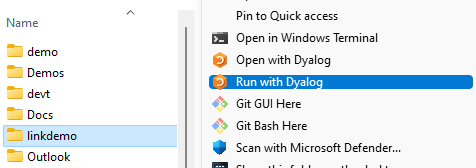 Name
demo
Demos
devt
Docs
linkdemo
Outlook
Pin to Quick access
Open in Windows Terminal
Open with Dyalog
Run with Dyalog
Git GUI Here
Git Bash Here
Scan with Microsoft Defender...